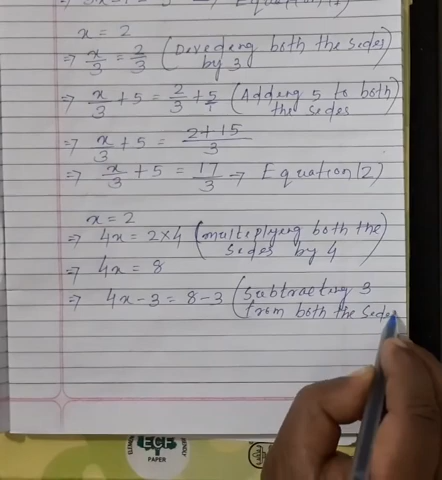 x = 2
⇒ x/3 = 2/3 (Deveding both the sides by 3
⇒ x/3 + 5 = 2/3 + 5/1 (Adding 5 to both the sides)
⇒ x/3 + 5 = 2+15/3
⇒ x/3 + 5 = 17/3 → Equation (2)
x = 2
⇒ 4x = 2×4 (multiplying both the sides by 4
⇒ 4x = 8
⇒ 4x - 3 = 8 - 3 (Subtracting 3 from both the sides
ECF
PAPER